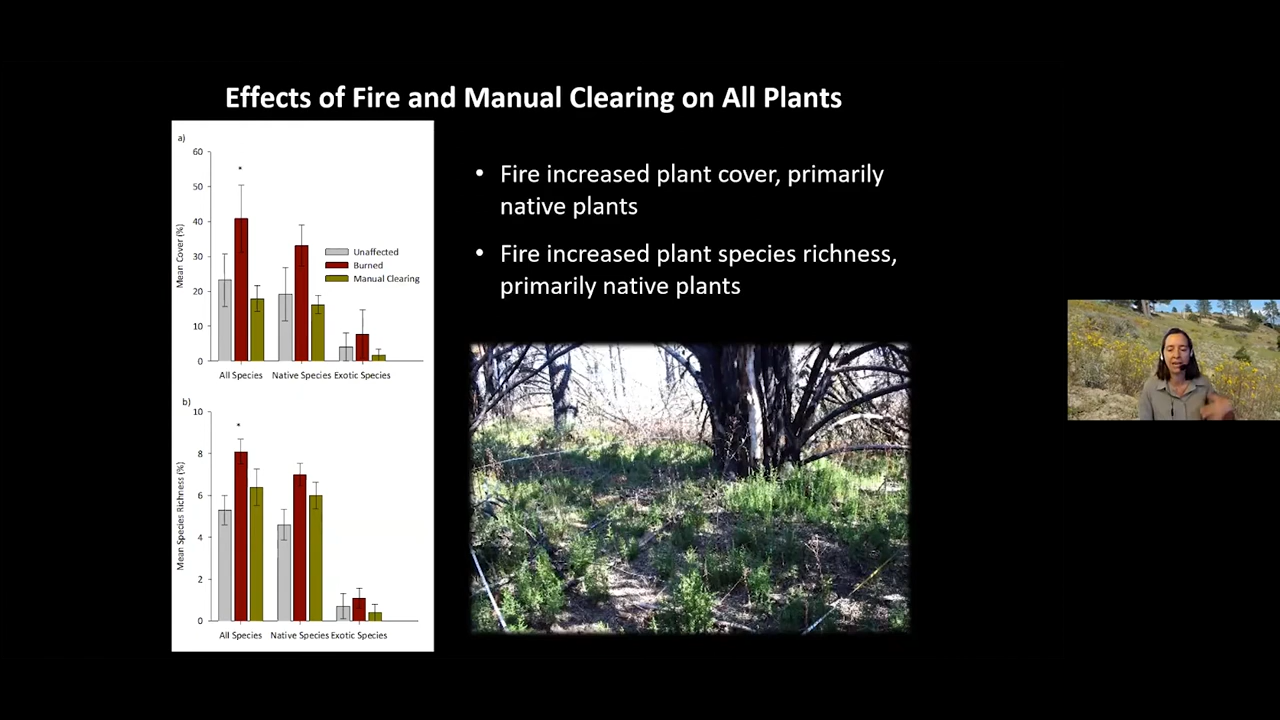 Effects of Fire and Manual Clearing on All Plants
a)
60
50
40
30
20
10
0
Mean Cover (%)
*
Unaffected
Burned
Manual Clearing
All Species
Native Species
Exotic Species
b)
10
8
6
4
2
0
Mean Species Richness (%)
*
All Species
Native Species
Exotic Species
• Fire increased plant cover, primarily
native plants
• Fire increased plant species richness,
primarily native plants